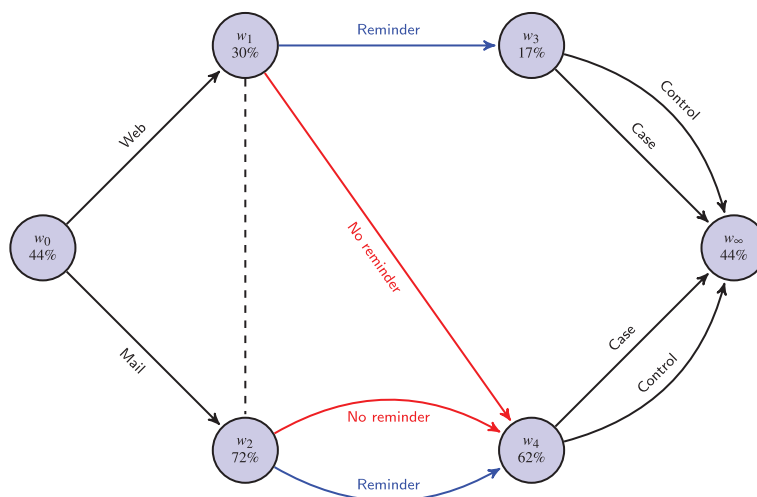 w₁
30%
Reminder
w₃
17%
Web
Control
Case
w₀
44%
No reminder
w∞
44%
Mail
Case
Control
No reminder
w₂
72%
w₄
62%
Reminder